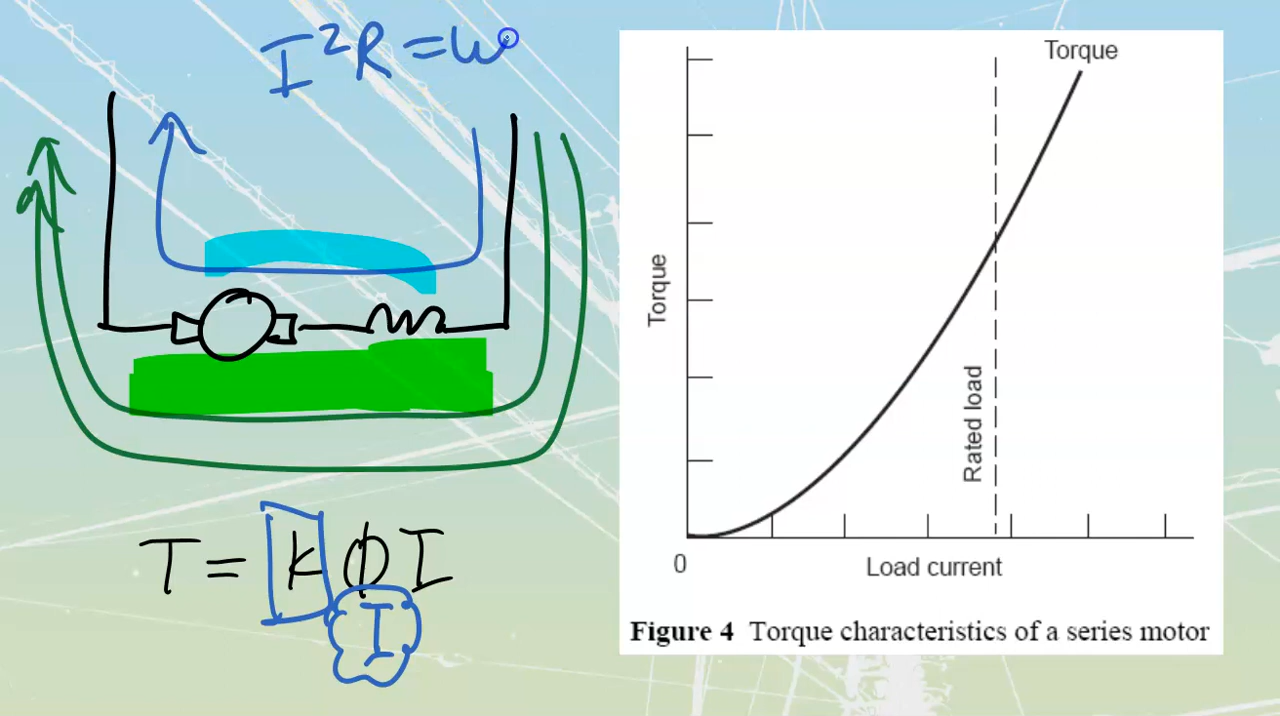 I²R = W
T = kΦI
I
Torque
Torque
Rated load
0
Load current
Figure 4 Torque characteristics of a series motor